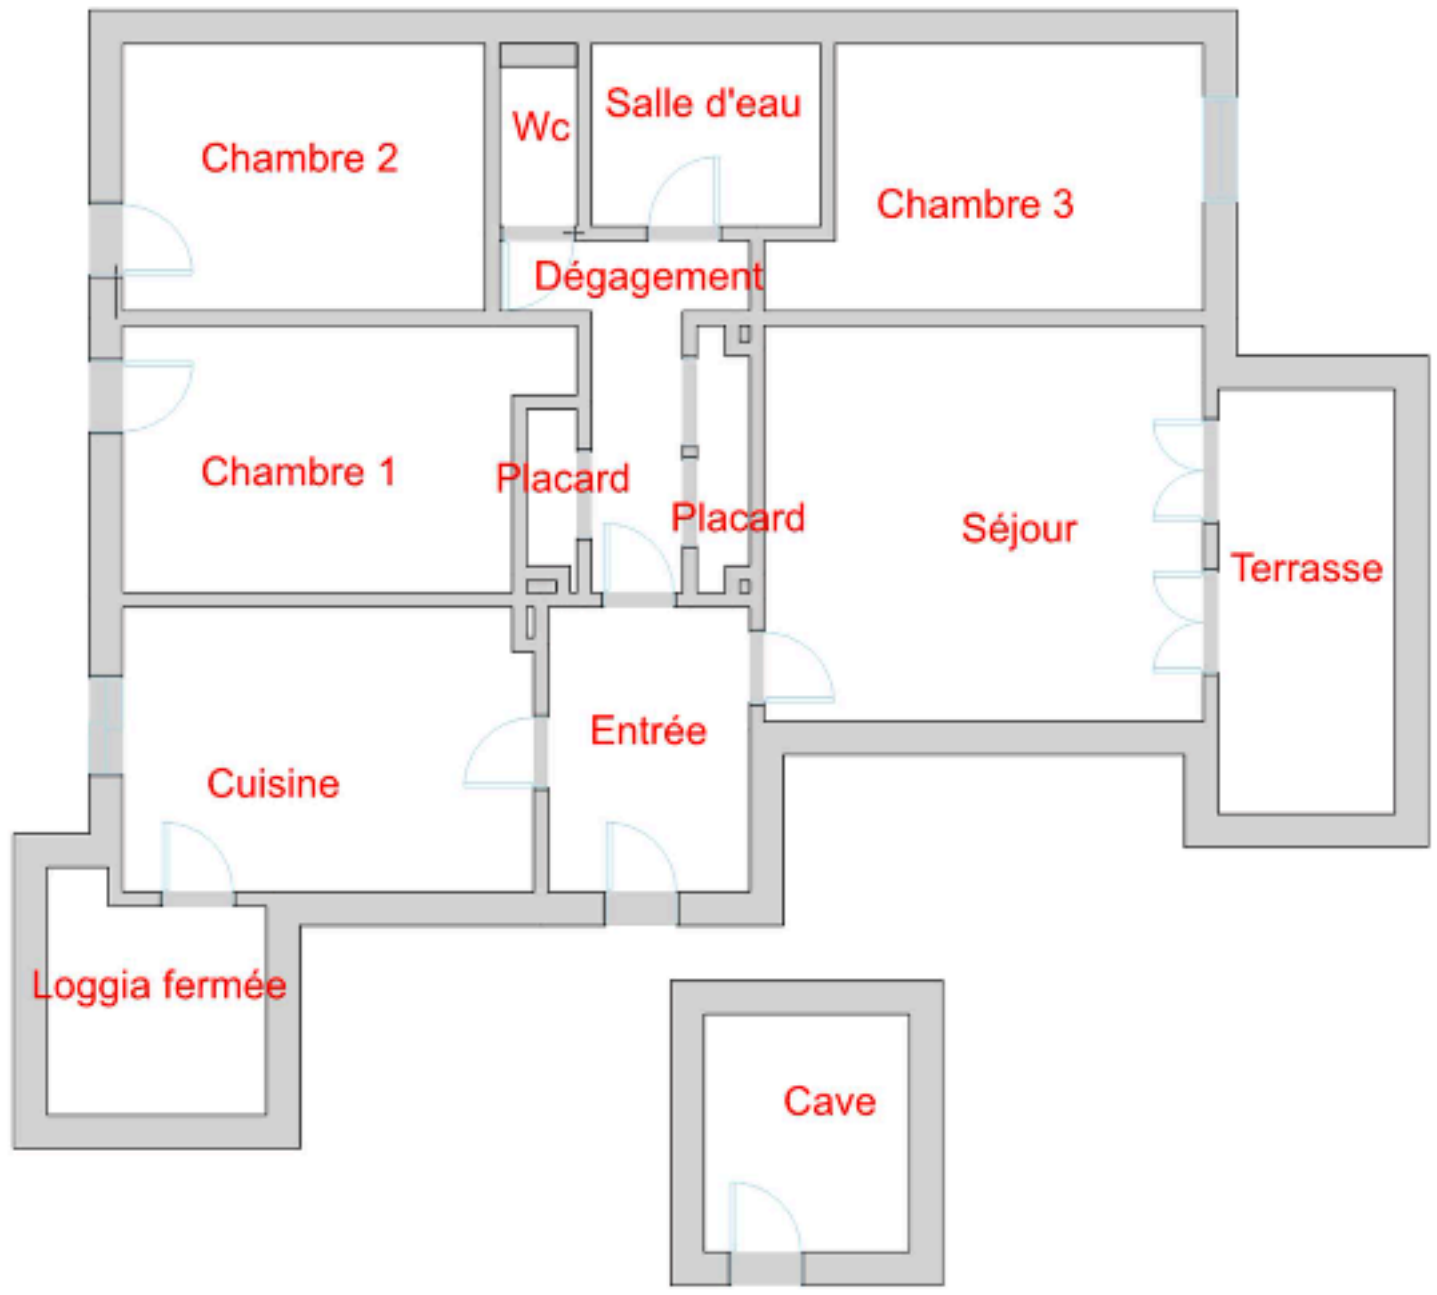 Chambre 2
Wc
Salle d'eau
Chambre 3
Dégagement
Chambre 1
Placard
Placard
Séjour
Terrasse
Entrée
Cuisine
Loggia fermée
Cave